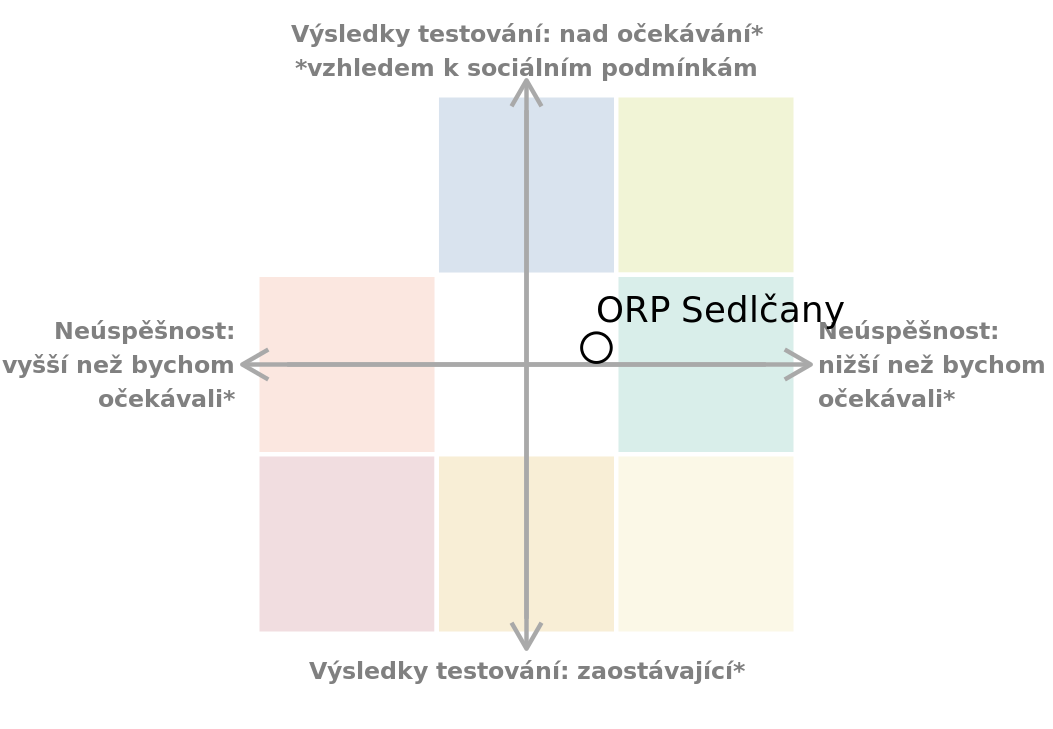 Výsledky testování: nad očekávání*
*vzhledem k sociálním podmínkám
ORP Sedlčany
Neúspěšnost:
vyšší než bychom
očekávali*
Neúspěšnost:
nižší než bychom
očekávali*
Výsledky testování: zaostávající*